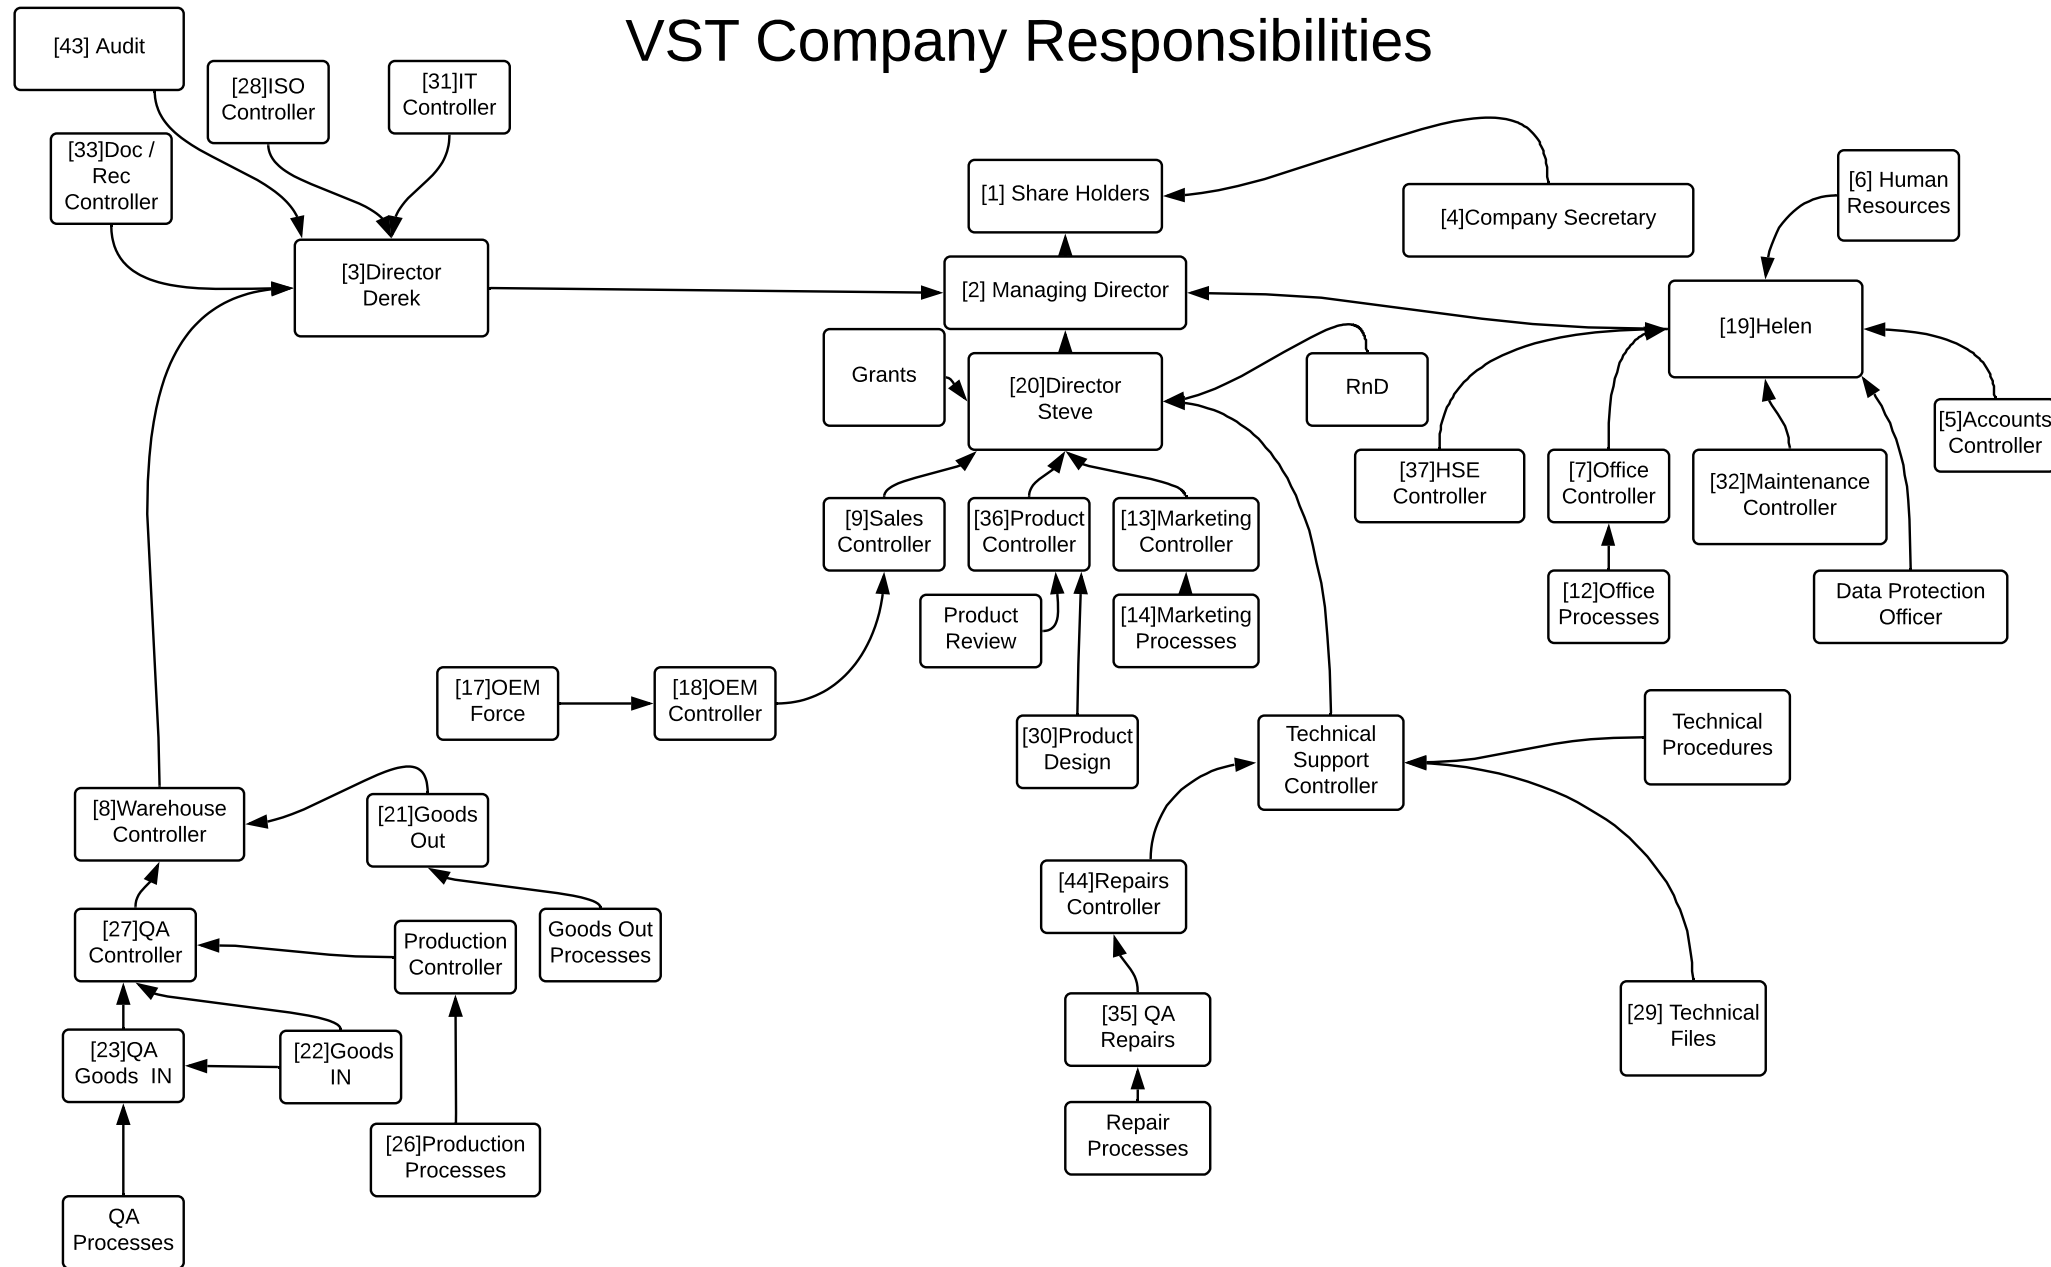 VST Company Responsibilities
[43] Audit
[28]ISO
Controller
[31]IT
Controller
[33]Doc /
Rec
Controller
[3]Director
Derek
[1] Share Holders
[4]Company Secretary
[6] Human
Resources
[2] Managing Director
[19]Helen
Grants
[20]Director
Steve
RnD
[5]Accounts
Controller
[37]HSE
Controller
[7]Office
Controller
[32]Maintenance
Controller
[9]Sales
Controller
[36]Product
Controller
[13]Marketing
Controller
[12]Office
Processes
Data Protection
Officer
Product
Review
[14]Marketing
Processes
[17]OEM
Force
[18]OEM
Controller
[30]Product
Design
Technical
Support
Controller
Technical
Procedures
[8]Warehouse
Controller
[21]Goods
Out
[44]Repairs
Controller
[27]QA
Controller
Production
Controller
Goods Out
Processes
[35] QA
Repairs
[29] Technical
Files
[23]QA
Goods  IN
[22]Goods
IN
[26]Production
Processes
Repair
Processes
QA
Processes